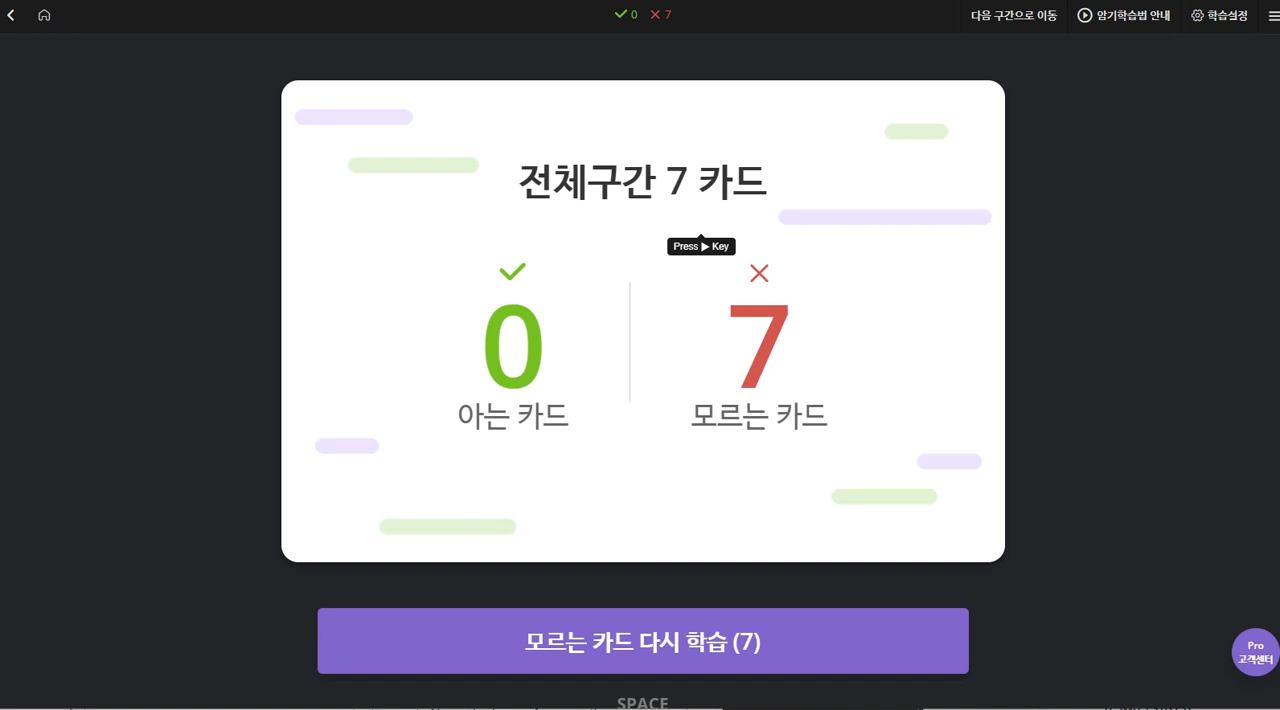 0 7 다음 구간으로 이동 암기학습법 안내 학습설정
전체구간 7 카드
Press ▶ Key
0 7
아는 카드 모르는 카드
모르는 카드 다시 학습 (7)
Pro
고객센터
SPACE